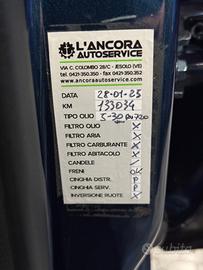 L'ANCORA
AUTOSERVICE
VIA C. COLOMBO 28/C - JESOLO (VE)
tel. 0421-350.350 - fax 0421-350.352
www.ancoraautoservice.com
DATA 28-01-25
KM 133034
TIPO OLIO 5-30
FILTRO OLIO X
FILTRO ARIA X
FILTRO CARBURANTE X
FILTRO ABITACOLO X
CANDELE
FRENI OK
CINGHIA DISTR. P
CINGHIA SERV. P
INVERSIONE RUOTE X
Subito